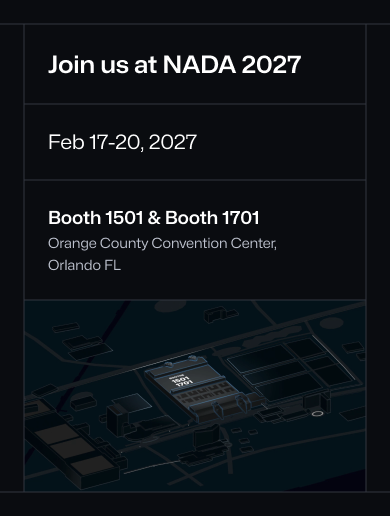 Join us at NADA 2027
Feb 17-20, 2027
Booth 1501 & Booth 1701
Orange County Convention Center,
Orlando FL
1501
1701